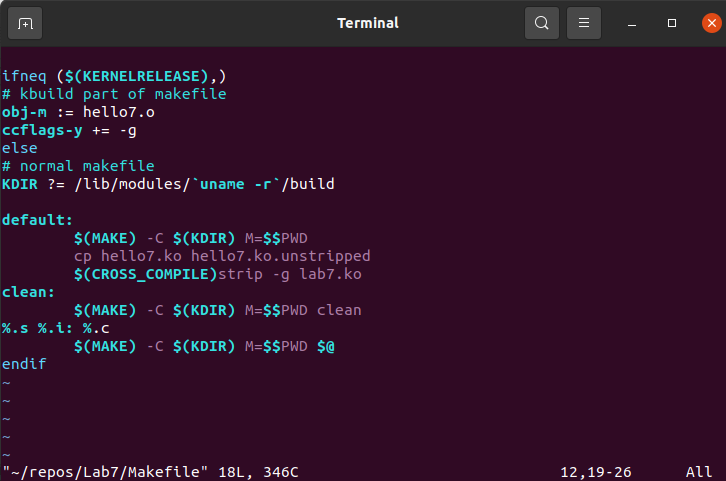 Terminal
ifneq ($(KERNELRELEASE),)
# kbuild part of makefile
obj-m := hello7.o
ccflags-y += -g
else
# normal makefile
KDIR ?= /lib/modules/`uname -r`/build
default:
$(MAKE) -C $(KDIR) M=$$PWD
cp hello7.ko hello7.ko.unstripped
$(CROSS_COMPILE)strip -g lab7.ko
clean:
$(MAKE) -C $(KDIR) M=$$PWD clean
%.s %.i: %.c
$(MAKE) -C $(KDIR) M=$$PWD $@
endif
~
~
~
~
~
"~/repos/Lab7/Makefile" 18L, 346C 12,19-26 All